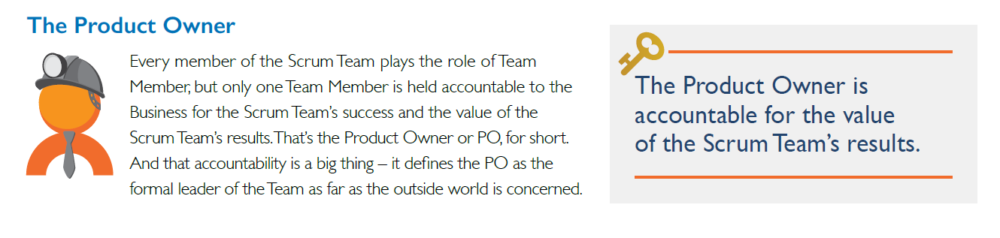 The Product Owner
Every member of the Scrum Team plays the role of Team
Member, but only one Team Member is held accountable to the
Business for the Scrum Team’s success and the value of the
Scrum Team’s results. That’s the Product Owner or PO, for short.
And that accountability is a big thing – it defines the PO as the
formal leader of the Team as far as the outside world is concerned.
The Product Owner is
accountable for the value
of the Scrum Team’s results.